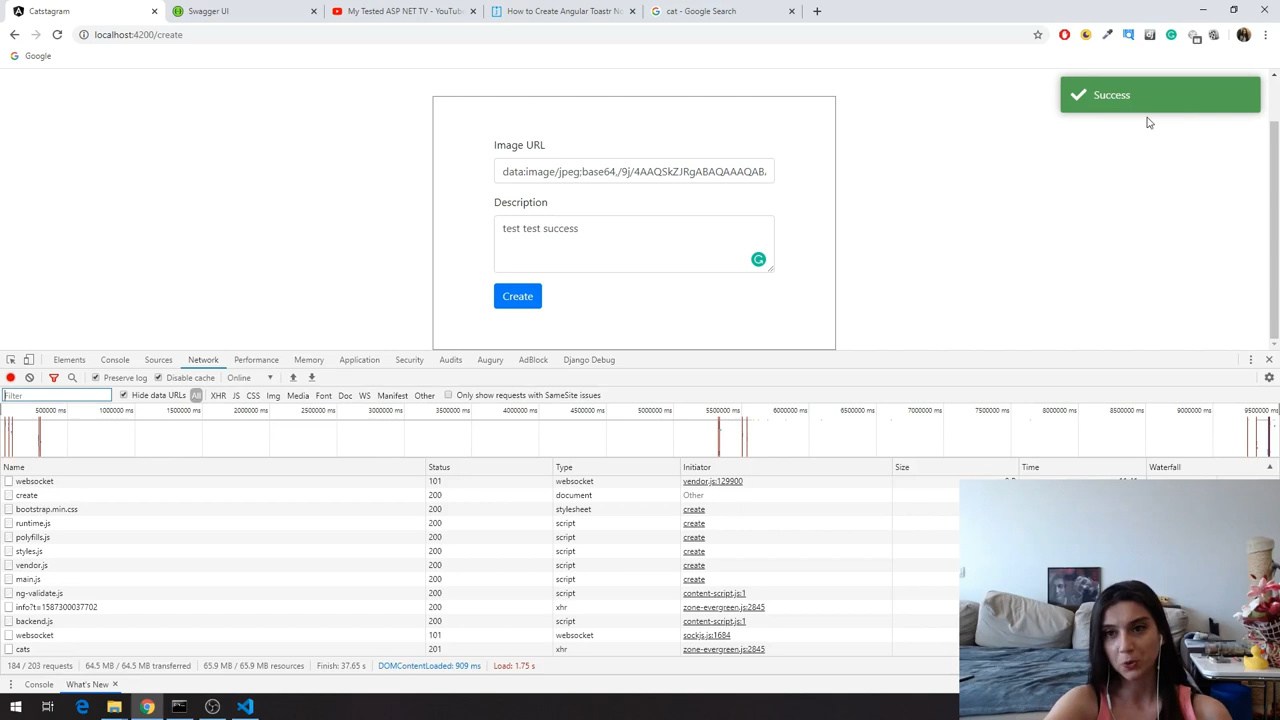 Catstagram
Swagger UI
My Tested ASP NET TV - YouTube
How to Create Angular Toastr No
cat - Google Search
localhost:4200/create
Google
Success
Image URL
data:image/jpeg;base64,/9j/4AAQSkZJRgABAQAAAQAB
Description
test test success
Create
Elements Console Sources Network Performance Memory Application Security Audits Augury AdBlock Django Debug
Preserve log Disable cache Online
Filter Hide data URLs All XHR JS CSS Img Media Font Doc WS Manifest Other Only show requests with SameSite issues
500000 ms 1000000 ms 1500000 ms 2000000 ms 2500000 ms 3000000 ms 3500000 ms 4000000 ms 4500000 ms 5000000 ms 5500000 ms 6000000 ms 6500000 ms 7000000 ms 7500000 ms 8000000 ms 8500000 ms 9000000 ms 9500000 ms
Name Status Type Initiator Size Time Waterfall
websocket 101 websocket vendor.js:129900
create 200 document Other
bootstrap.min.css 200 stylesheet create
runtime.js 200 script create
polyfills.js 200 script create
styles.js 200 script create
vendor.js 200 script create
main.js 200 script create
ng-validate.js 200 script content-script.js:1
info?t=1587300037702 200 xhr zone-evergreen.js:2845
backend.js 200 script content-script.js:1
websocket 101 websocket sockjs.js:1684
cats 201 xhr zone-evergreen.js:2845
184 / 203 requests 64.5 MB / 64.5 MB transferred 65.9 MB / 65.9 MB resources Finish: 37.65 s DOMContentLoaded: 909 ms Load: 1.75 s
Console What's New